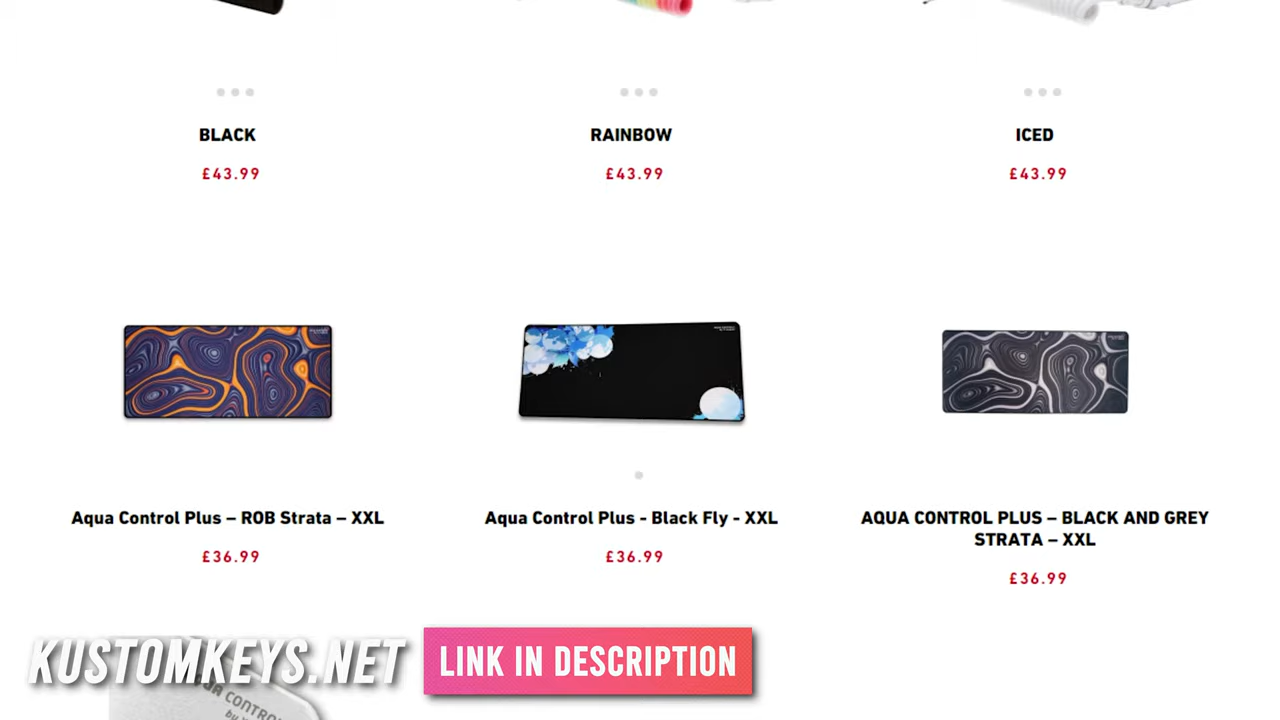 BLACK
RAINBOW
ICED
£43.99
£43.99
£43.99
Aqua Control Plus – ROB Strata – XXL
Aqua Control Plus - Black Fly - XXL
AQUA CONTROL PLUS – BLACK AND GREY
STRATA – XXL
£36.99
£36.99
£36.99
KUSTOMKEYS.NET
LINK IN DESCRIPTION
CONTROL
by